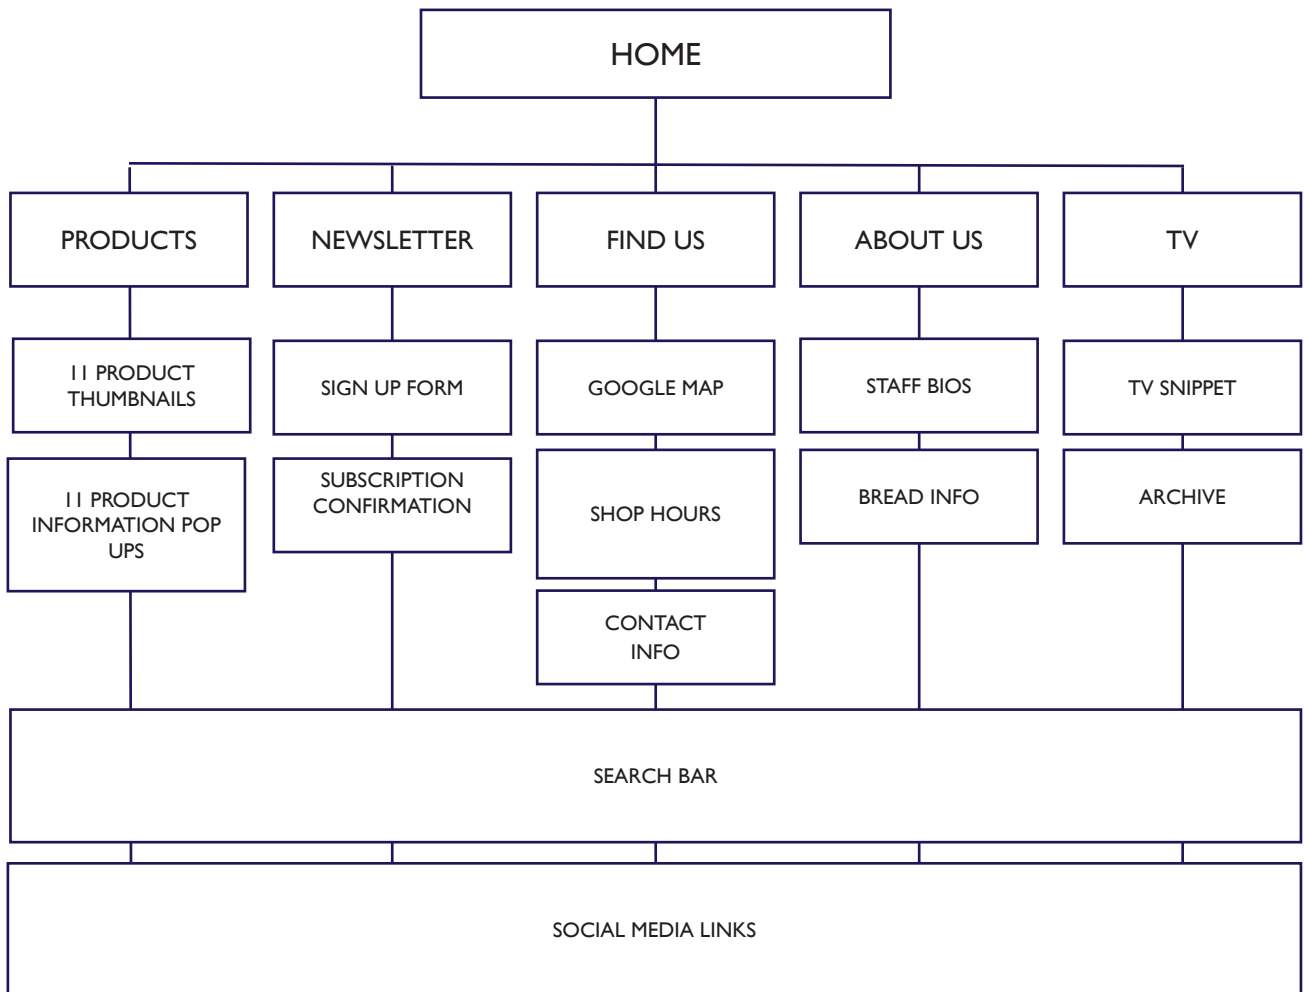 HOME
PRODUCTS
NEWSLETTER
FIND US
ABOUT US
TV
11 PRODUCT
THUMBNAILS
SIGN UP FORM
GOOGLE MAP
STAFF BIOS
TV SNIPPET
11 PRODUCT
INFORMATION POP
UPS
SUBSCRIPTION
CONFIRMATION
SHOP HOURS
BREAD INFO
ARCHIVE
CONTACT
INFO
SEARCH BAR
SOCIAL MEDIA LINKS